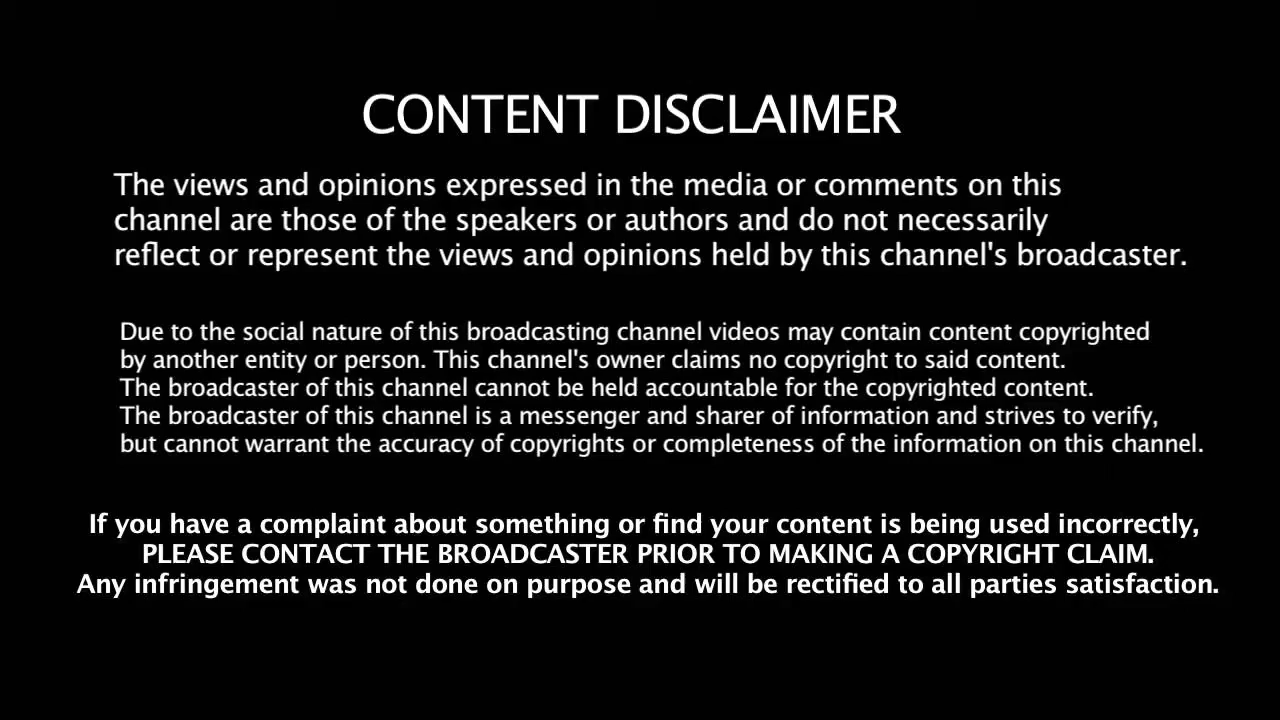 CONTENT DISCLAIMER
The views and opinions expressed in the media or comments on this
channel are those of the speakers or authors and do not necessarily
reflect or represent the views and opinions held by this channel's broadcaster.
Due to the social nature of this broadcasting channel videos may contain content copyrighted
by another entity or person. This channel's owner claims no copyright to said content.
The broadcaster of this channel cannot be held accountable for the copyrighted content.
The broadcaster of this channel is a messenger and sharer of information and strives to verify,
but cannot warrant the accuracy of copyrights or completeness of the information on this channel.
If you have a complaint about something or find your content is being used incorrectly,
PLEASE CONTACT THE BROADCASTER PRIOR TO MAKING A COPYRIGHT CLAIM.
Any infringement was not done on purpose and will be rectified to all parties satisfaction.